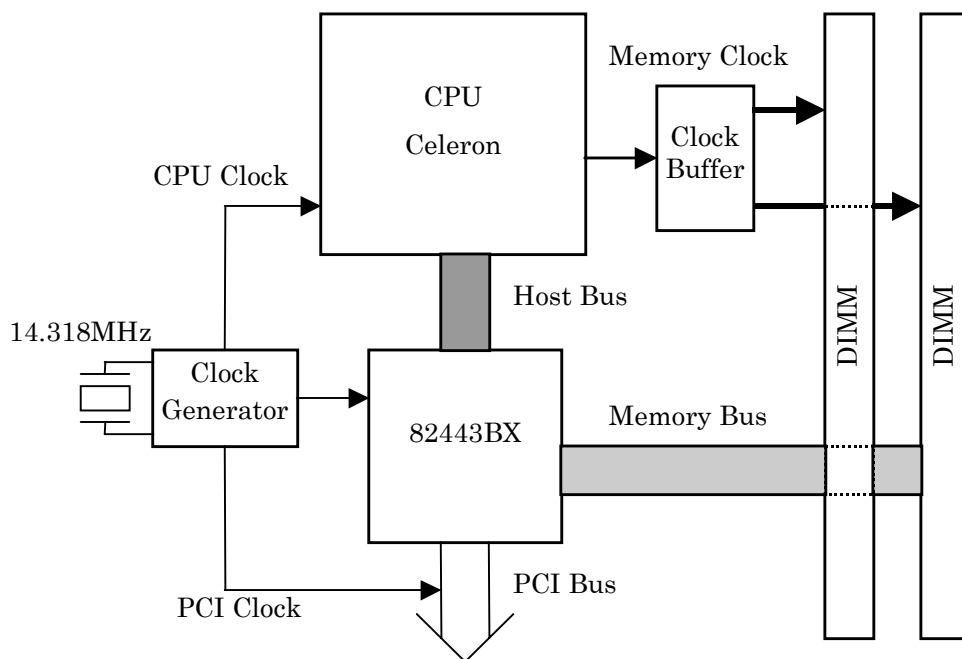 Memory Clock
CPU
Celeron
Clock
Buffer
CPU Clock
Host Bus
DIMM
DIMM
14.318MHz
Clock
Generator
82443BX
Memory Bus
PCI Bus
PCI Clock